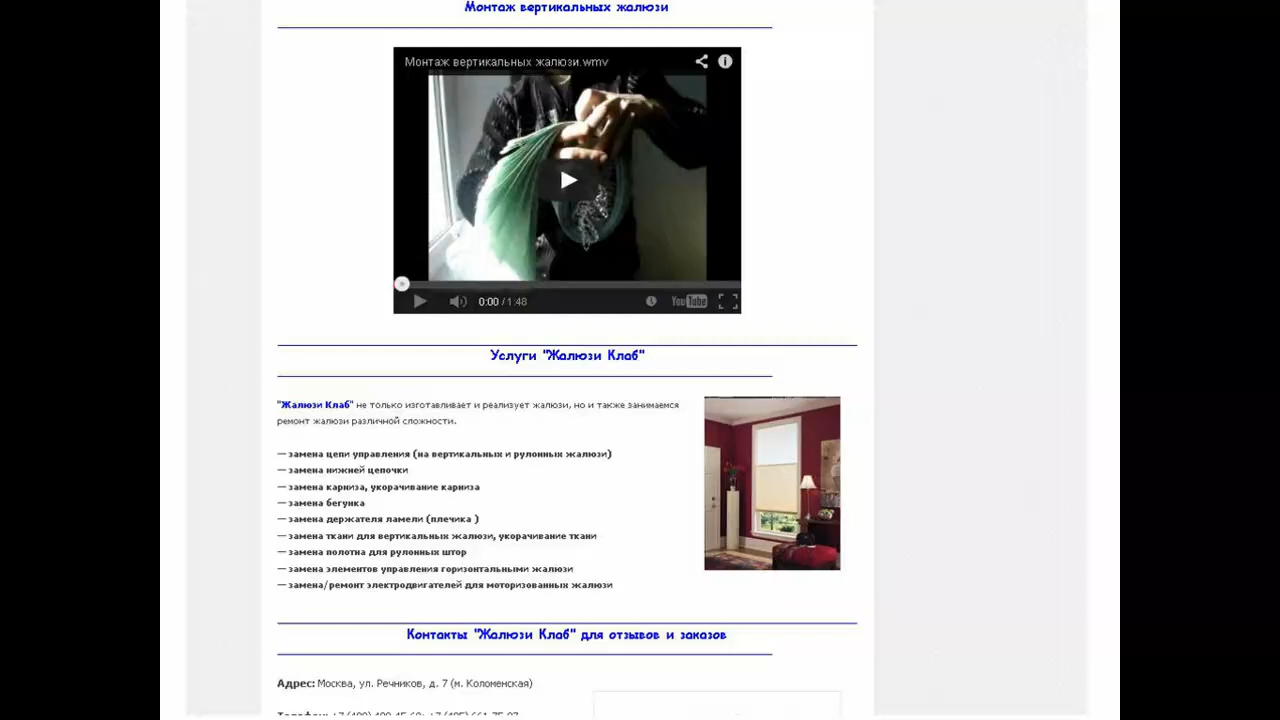 Монтаж вертикальных жалюзи
Монтаж вертикальных жалюзи.wmv
0:00 / 1:48
YouTube
Услуги "Жалюзи Клаб"
"Жалюзи Клаб" не только изготавливает и реализует жалюзи, но и также занимаемся
ремонт жалюзи различной сложности.
— замена цепи управления (на вертикальных и рулонных жалюзи)
— замена нижней цепочки
— замена карниза, укорачивание карниза
— замена бегунка
— замена держателя ламели (плечика )
— замена ткани для вертикальных жалюзи, укорачивание ткани
— замена полотна для рулонных штор
— замена элементов управления горизонтальными жалюзи
— замена/ремонт электродвигателей для моторизованных жалюзи
Контакты "Жалюзи Клаб" для отзывов и заказов
Адрес: Москва, ул. Речников, д. 7 (м. Коломенская)
Телефон: